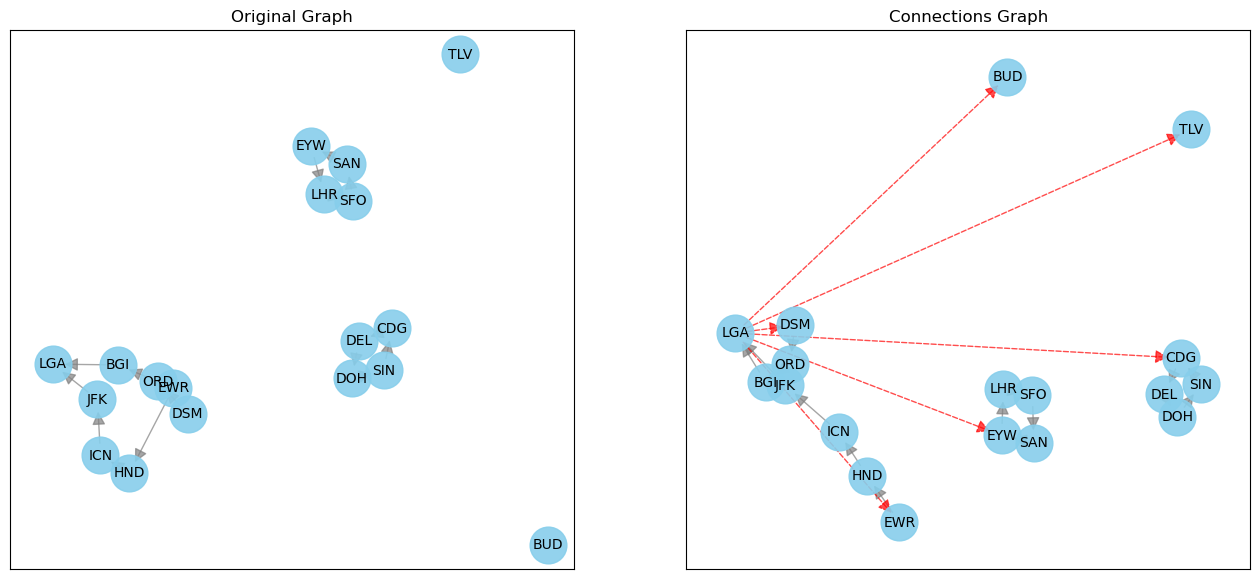 Original Graph
TLV
EYW
SAN
LHR
SFO
CDG
DEL
DOH
SIN
LGA
BGI
ORD
EWR
JFK
DSM
ICN
HND
BUD
Connections Graph
BUD
TLV
DSM
LGA
ORD
BGI
JFK
CDG
SIN
DEL
DOH
LHR
SFO
ICN
EYW
SAN
HND
EWR